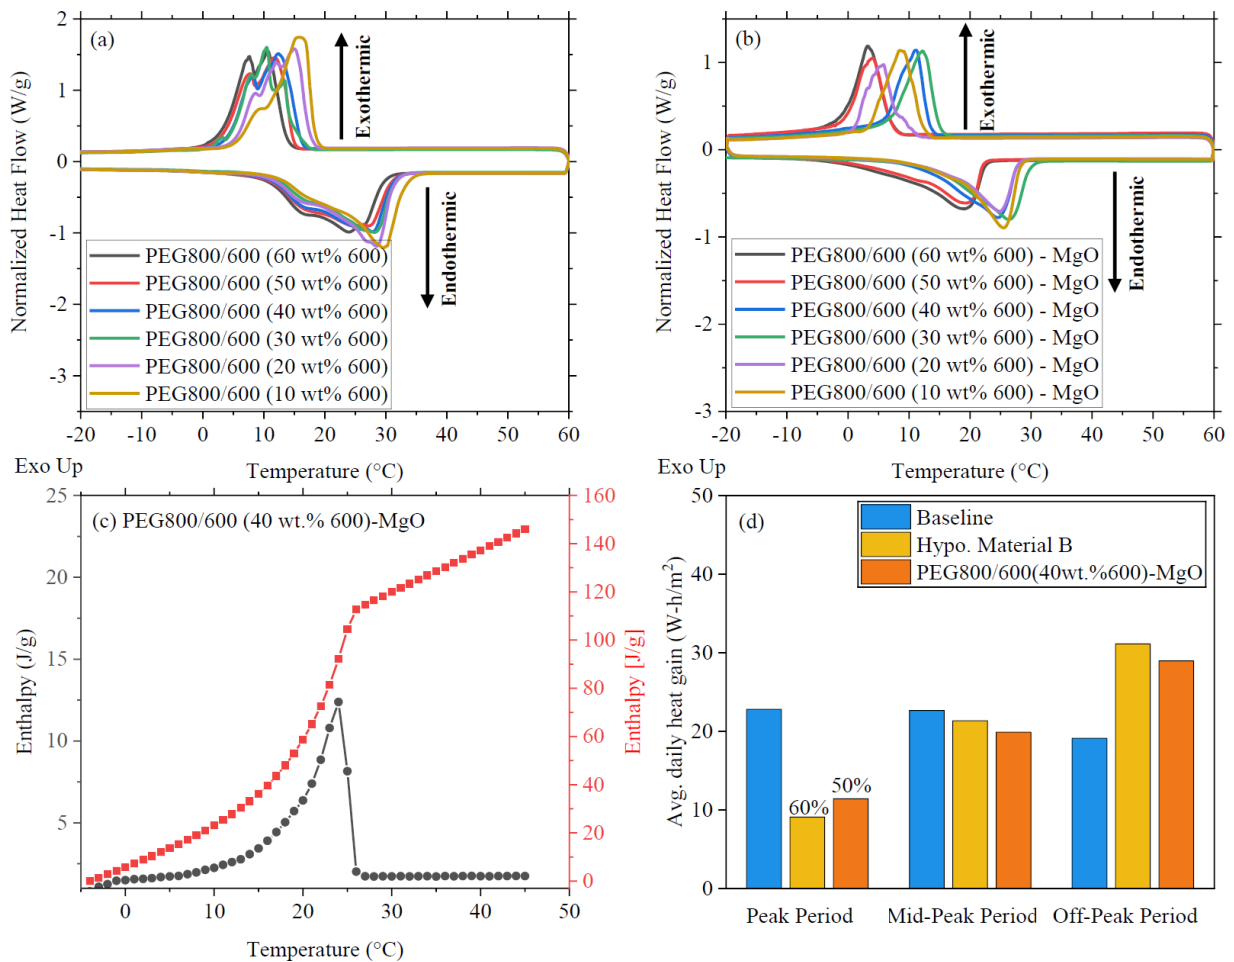 (a)
Exothermic
Endothermic
Normalized Heat Flow (W/g)
2
1
0
-1
-2
-3
PEG800/600 (60 wt% 600)
PEG800/600 (50 wt% 600)
PEG800/600 (40 wt% 600)
PEG800/600 (30 wt% 600)
PEG800/600 (20 wt% 600)
PEG800/600 (10 wt% 600)
-20 -10 0 10 20 30 40 50 60
Exo Up
Temperature (°C)
(b)
Exothermic
Endothermic
Normalized Heat Flow (W/g)
1
0
-1
-2
-3
PEG800/600 (60 wt% 600) - MgO
PEG800/600 (50 wt% 600) - MgO
PEG800/600 (40 wt% 600) - MgO
PEG800/600 (30 wt% 600) - MgO
PEG800/600 (20 wt% 600) - MgO
PEG800/600 (10 wt% 600) - MgO
-20 -10 0 10 20 30 40 50 60
Exo Up
Temperature (°C)
(c) PEG800/600 (40 wt.% 600)-MgO
Enthalpy (J/g)
25
20
15
10
5
Enthalpy [J/g]
160
140
120
100
80
60
40
20
0
0 10 20 30 40 50
Temperature (°C)
(d)
Baseline
Hypo. Material B
PEG800/600(40wt.%600)-MgO
Avg. daily heat gain (W-h/m²)
50
40
30
20
10
0
60%
50%
Peak Period Mid-Peak Period Off-Peak Period